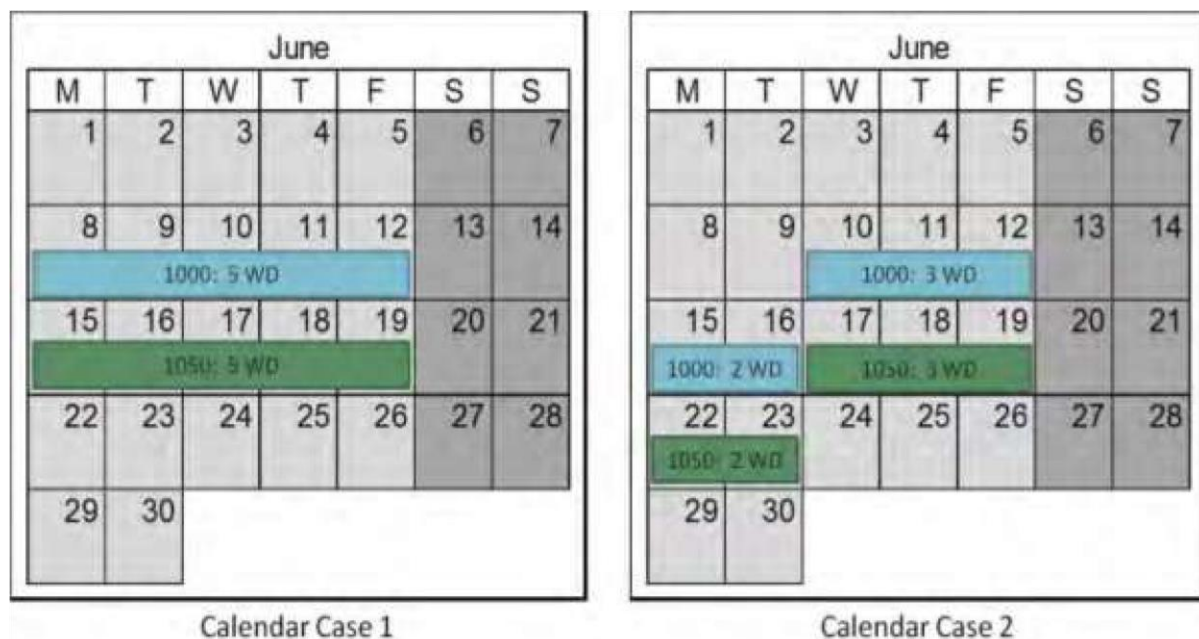 June
M T W T F S S
1 2 3 4 5 6 7
8 9 10 11 12 13 14
1000: 5 WD
15 16 17 18 19 20 21
1050: 5 WD
22 23 24 25 26 27 28
29 30
Calendar Case 1
June
M T W T F S S
1 2 3 4 5 6 7
8 9 10 11 12 13 14
1000: 3 WD
15 16 17 18 19 20 21
1000: 2 WD 1050: 3 WD
22 23 24 25 26 27 28
1050: 2 WD
29 30
Calendar Case 2